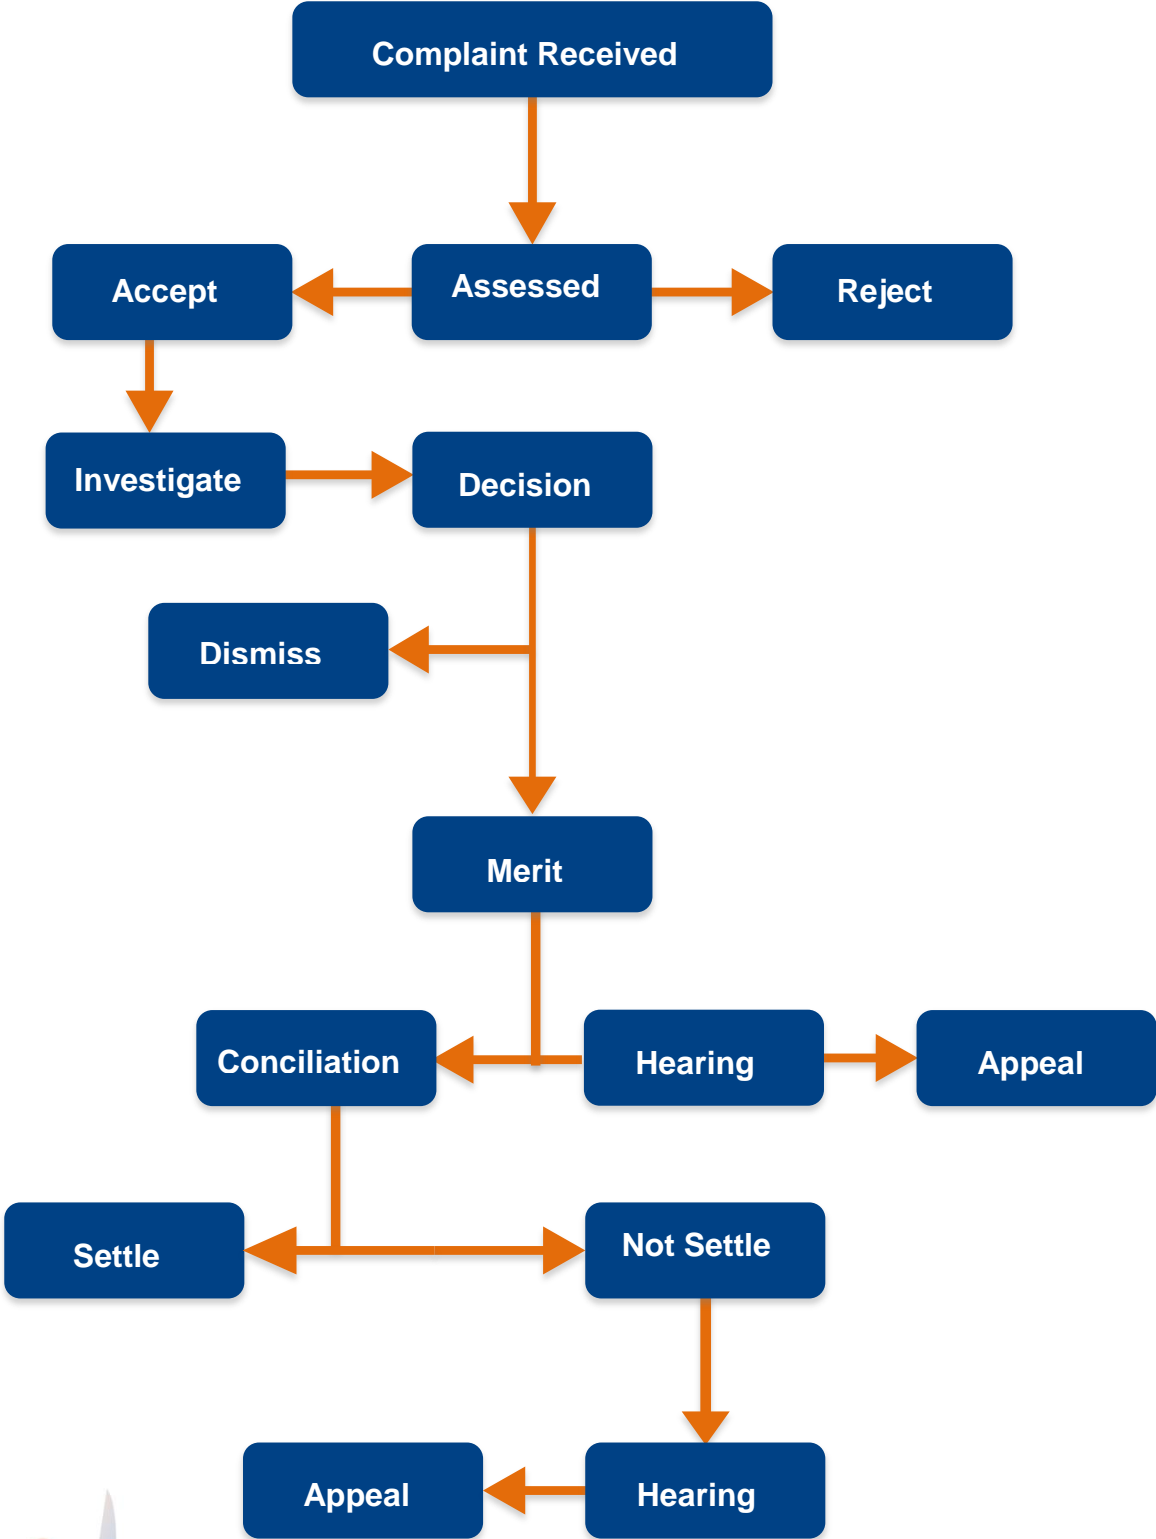 Complaint Received
Accept
Assessed
Reject
Investigate
Decision
Dismiss
Merit
Conciliation
Hearing
Appeal
Settle
Not Settle
Appeal
Hearing